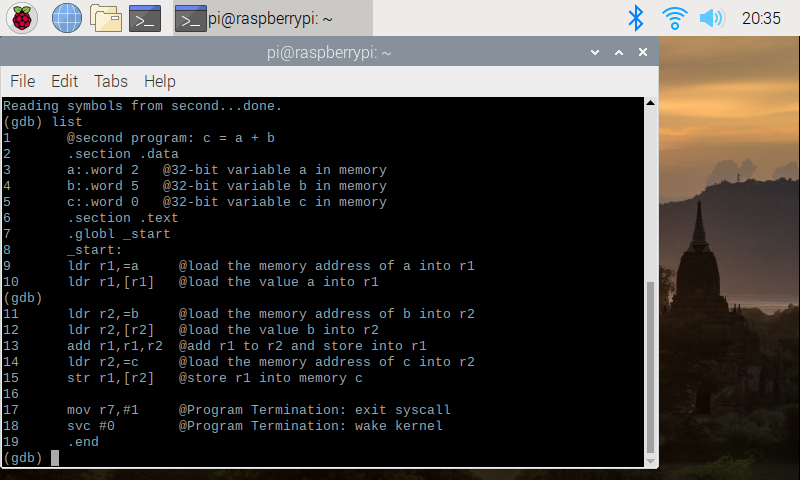 pi@raspberrypi: ~
20:35
pi@raspberrypi: ~
File Edit Tabs Help
Reading symbols from second...done.
(gdb) list
1       @second program: c = a + b
2       .section .data
3       a:.word 2   @32-bit variable a in memory
4       b:.word 5   @32-bit variable b in memory
5       c:.word 0   @32-bit variable c in memory
6       .section .text
7       .globl _start
8       _start:
9       ldr r1,=a     @load the memory address of a into r1
10      ldr r1,[r1]   @load the value a into r1
(gdb)
11      ldr r2,=b     @load the memory address of b into r2
12      ldr r2,[r2]   @load the value b into r2
13      add r1,r1,r2  @add r1 to r2 and store into r1
14      ldr r2,=c     @load the memory address of c into r2
15      str r1,[r2]   @store r1 into memory c
16
17      mov r7,#1     @Program Termination: exit syscall
18      svc #0        @Program Termination: wake kernel
19      .end
(gdb)